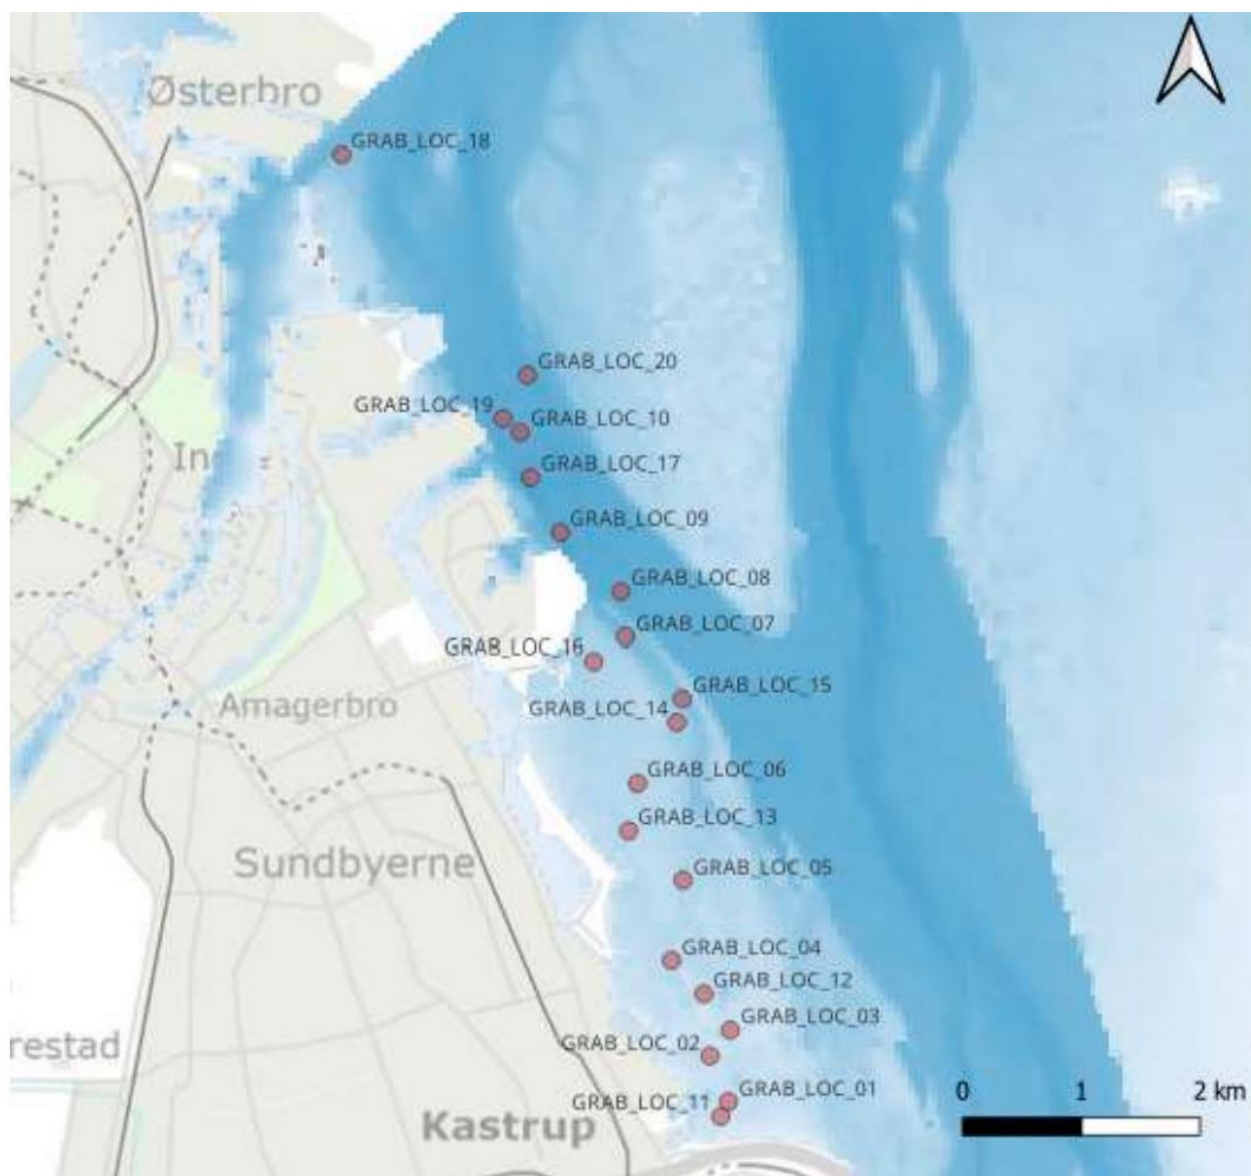 Østerbro
GRAB_LOC_18
GRAB_LOC_20
GRAB_LOC_19
GRAB_LOC_10
In
GRAB_LOC_17
GRAB_LOC_09
GRAB_LOC_08
GRAB_LOC_07
GRAB_LOC_16
GRAB_LOC_15
Amagerbro
GRAB_LOC_14
GRAB_LOC_06
GRAB_LOC_13
Sundbyerne
GRAB_LOC_05
GRAB_LOC_04
GRAB_LOC_12
GRAB_LOC_03
restad
GRAB_LOC_02
GRAB_LOC_01
GRAB_LOC_11
0 1 2 km
Kastrup